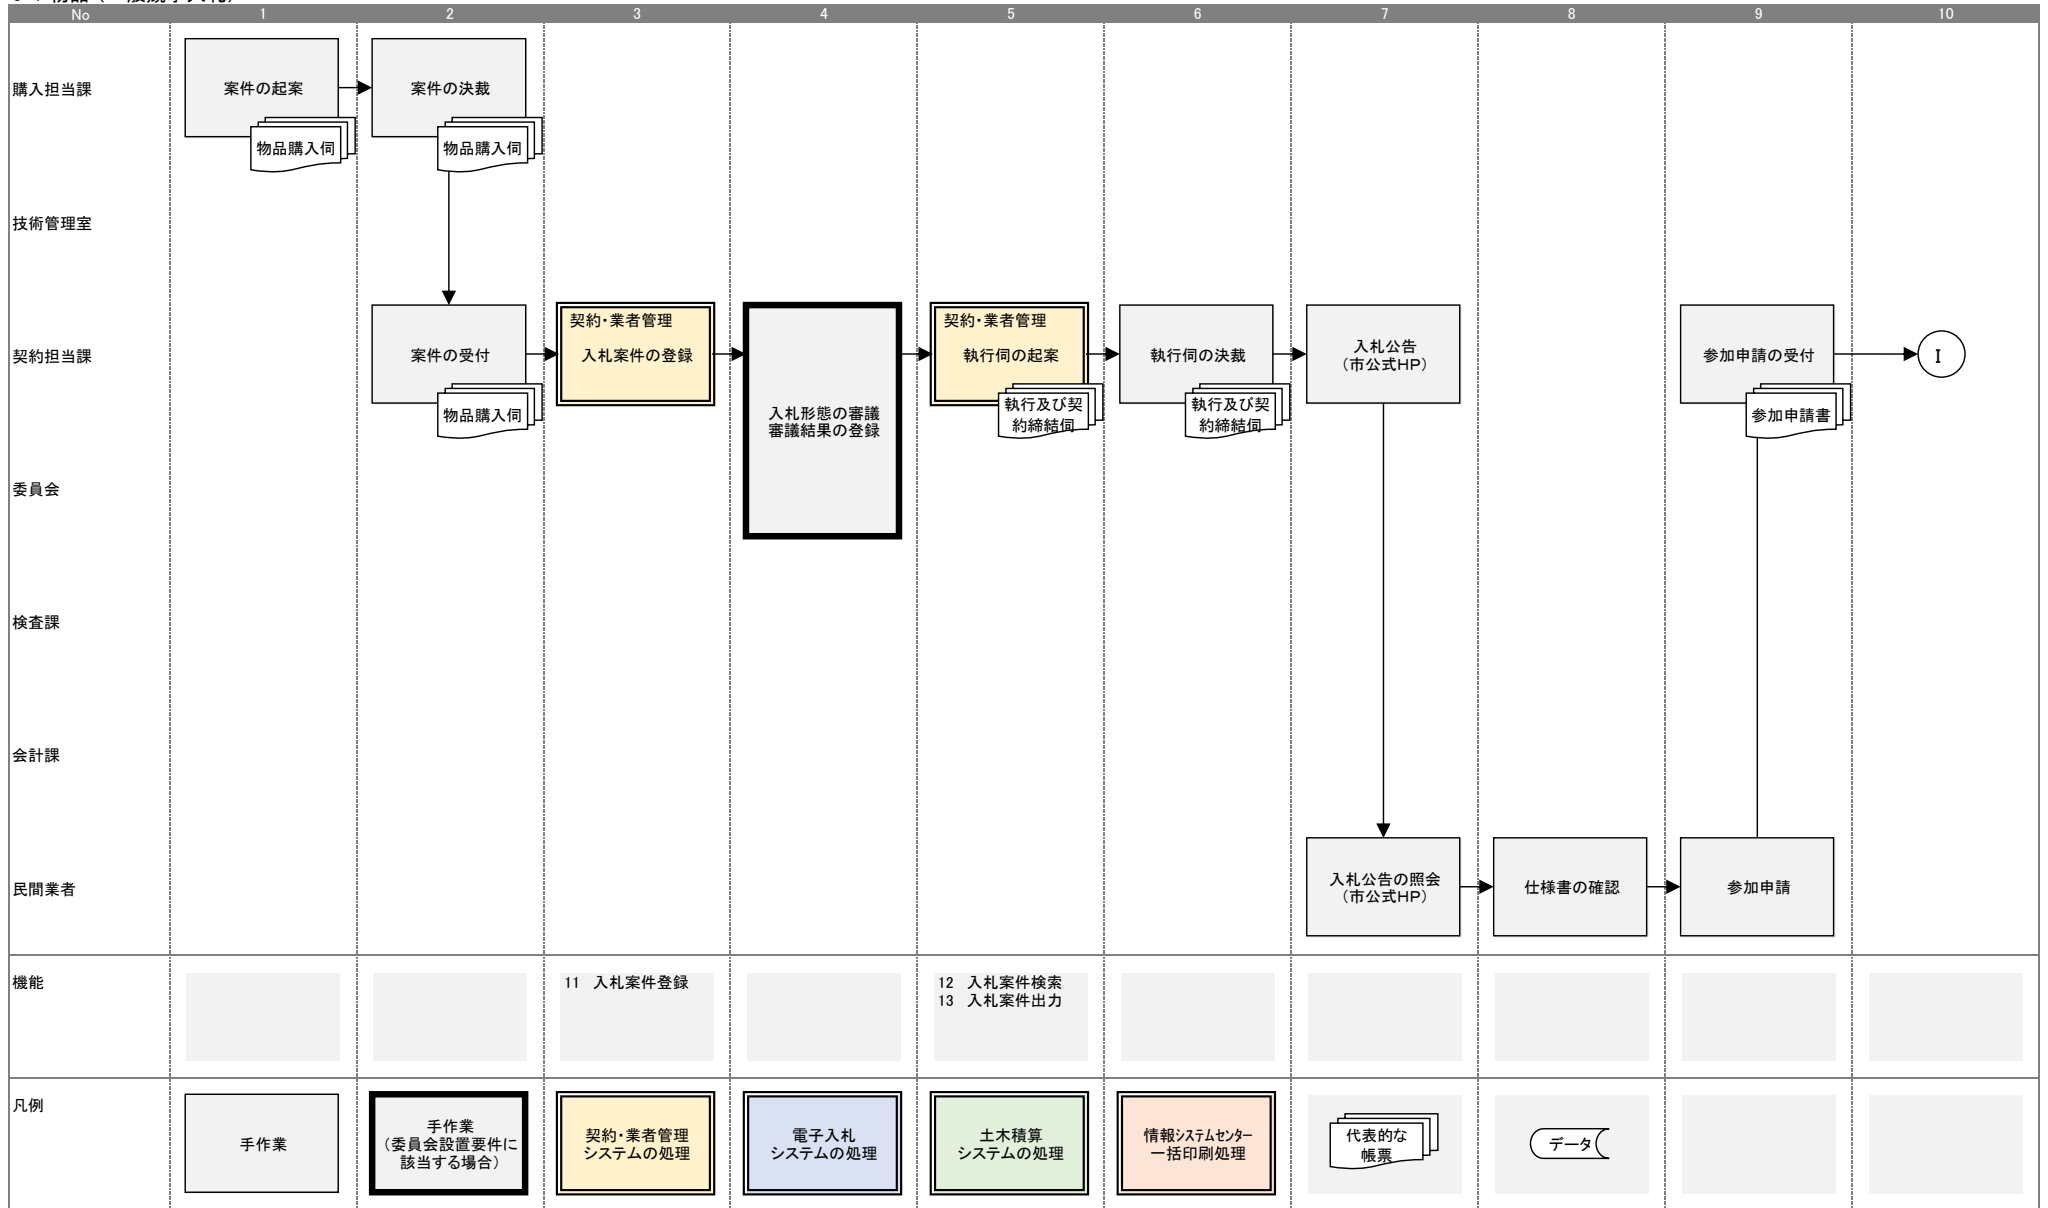 No 1 2 3 4 5 6 7 8 9 10
購入担当課
案件の起案
物品購入伺
案件の決裁
物品購入伺
技術管理室
契約担当課
案件の受付
物品購入伺
契約・業者管理
入札案件の登録
入札形態の審議
審議結果の登録
契約・業者管理
執行伺の起案
執行及び契
約締結伺
執行伺の決裁
執行及び契
約締結伺
入札公告
(市公式HP)
参加申請の受付
参加申請書
I
委員会
検査課
会計課
民間業者
入札公告の照会
(市公式HP)
仕様書の確認
参加申請
機能
11 入札案件登録
12 入札案件検索
13 入札案件出力
凡例
手作業
手作業
(委員会設置要件に
該当する場合)
契約・業者管理
システムの処理
電子入札
システムの処理
土木積算
システムの処理
情報ｼｽﾃﾑｾﾝﾀｰ
一括印刷処理
代表的な
帳票
データ